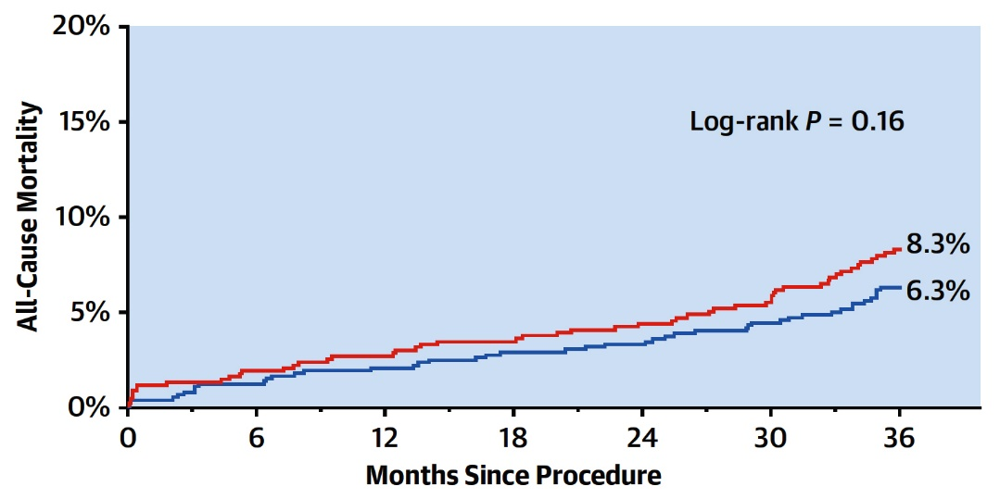 20%
15%
10%
5%
0%
All-Cause Mortality
Log-rank P = 0.16
8.3%
6.3%
0 6 12 18 24 30 36
Months Since Procedure